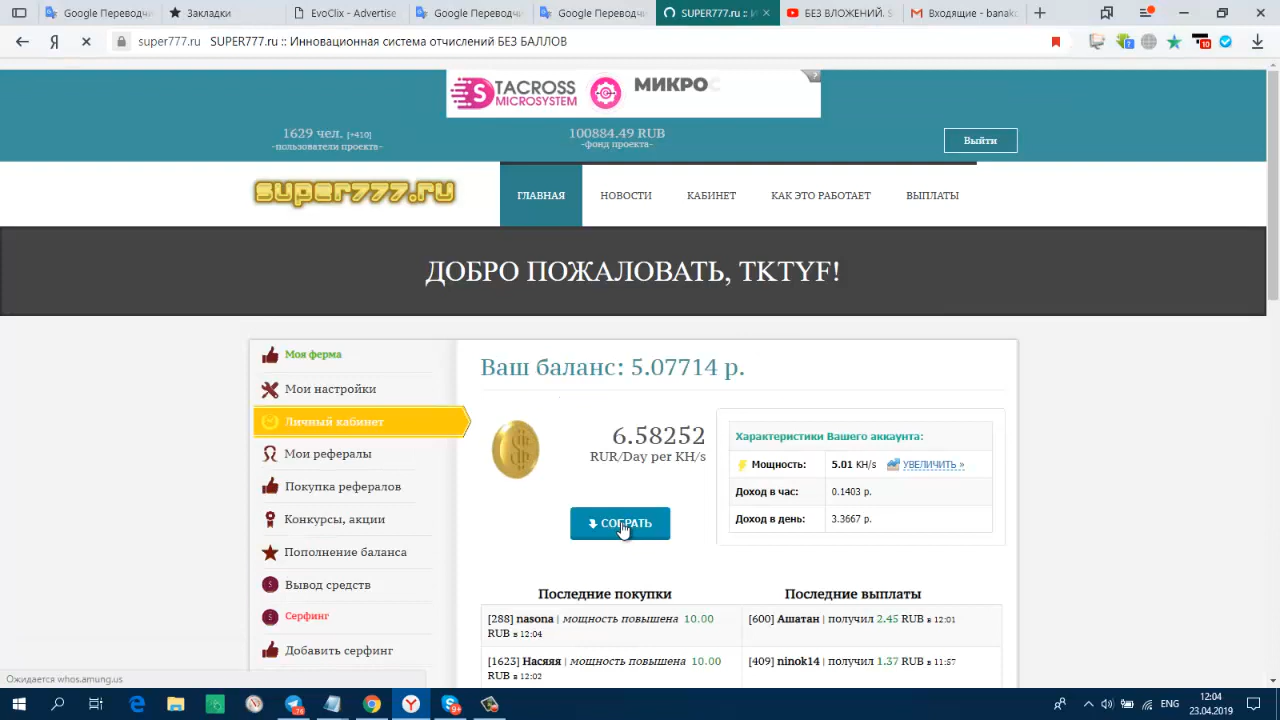 Google Переводч
Закладки
EvoClix - Advertise
Google Переводч
Google Переводч
SUPER777.ru :: И
БЕЗ ВЛОЖЕНИЙ. S
Входящие - banako
super777.ru SUPER777.ru :: Инновационная система отчислений БЕЗ БАЛЛОВ
STACROSS
MICROSYSTEM
МИКРОС
1629 чел. [+410]
-пользователи проекта-
100884.49 RUB
-фонд проекта-
Выйти
super777.ru
ГЛАВНАЯ
НОВОСТИ
КАБИНЕТ
КАК ЭТО РАБОТАЕТ
ВЫПЛАТЫ
ДОБРО ПОЖАЛОВАТЬ, TKTYF!
Моя ферма
Мои настройки
Личный кабинет
Мои рефералы
Покупка рефералов
Конкурсы, акции
Пополнение баланса
Вывод средств
Серфинг
Добавить серфинг
Ваш баланс: 5.07714 р.
6.58252
RUR/Day per KH/s
СОБРАТЬ
Характеристики Вашего аккаунта:
Мощность: 5.01 KH/s УВЕЛИЧИТЬ »
Доход в час: 0.1403 р.
Доход в день: 3.3667 р.
Последние покупки
[288] nasona | мощность повышена 10.00
RUB в 12:04
[1623] Насяяя | мощность повышена 10.00
RUB в 12:02
Последние выплаты
[600] Ашатан | получил 2.45 RUB в 12:01
[409] ninok14 | получил 1.37 RUB в 11:57
Ожидается whos.amung.us
ENG
12:04
23.04.2019